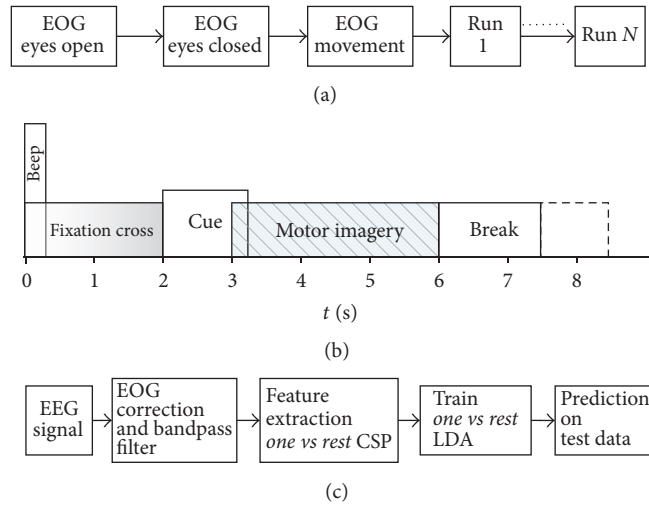 EOG
eyes open
EOG
eyes closed
EOG
movement
Run
1
Run N
(a)
Beep
Fixation cross
Cue
Motor imagery
Break
0 1 2 3 4 5 6 7 8
t (s)
(b)
EEG
signal
EOG
correction
and bandpass
filter
Feature
extraction
one vs rest CSP
Train
one vs rest
LDA
Prediction
on
test data
(c)